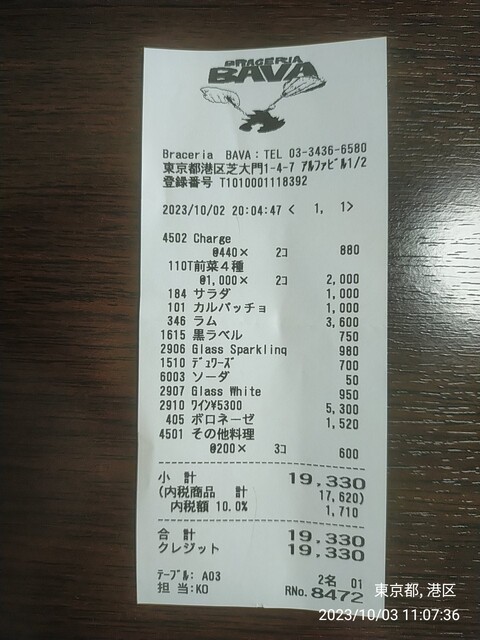 BRACERIA
BAVA
Braceria BAVA：TEL 03-3436-6580
東京都港区芝大門1-4-7 ｱﾙﾌｧﾋﾞﾙ1/2
登録番号 T1010001118392
2023/10/02 20:04:47 < 1, 1>
4502 Charge
@440× 2ｺ 880
110T前菜４種
@1,000× 2ｺ 2,000
184 サラダ 1,000
101 カルパッチョ 1,000
346 ラム 3,600
1615 黒ラベル 750
2906 Glass Sparkling 980
1510 ﾃﾞｭﾜｰｽﾞ 700
6003 ソーダ 50
2907 Glass White 950
2910 ﾜｲﾝ¥5300 5,300
405 ボロネーゼ 1,520
4501 その他料理
@200× 3ｺ 600
小 計 19,330
(内税商品 計 17,620)
内税額 10.0% 1,710
合 計 19,330
クレジット 19,330
ﾃｰﾌﾞﾙ: A03 2名 01
担 当:KO RNo. 8472
東京都, 港区
2023/10/03 11:07:36